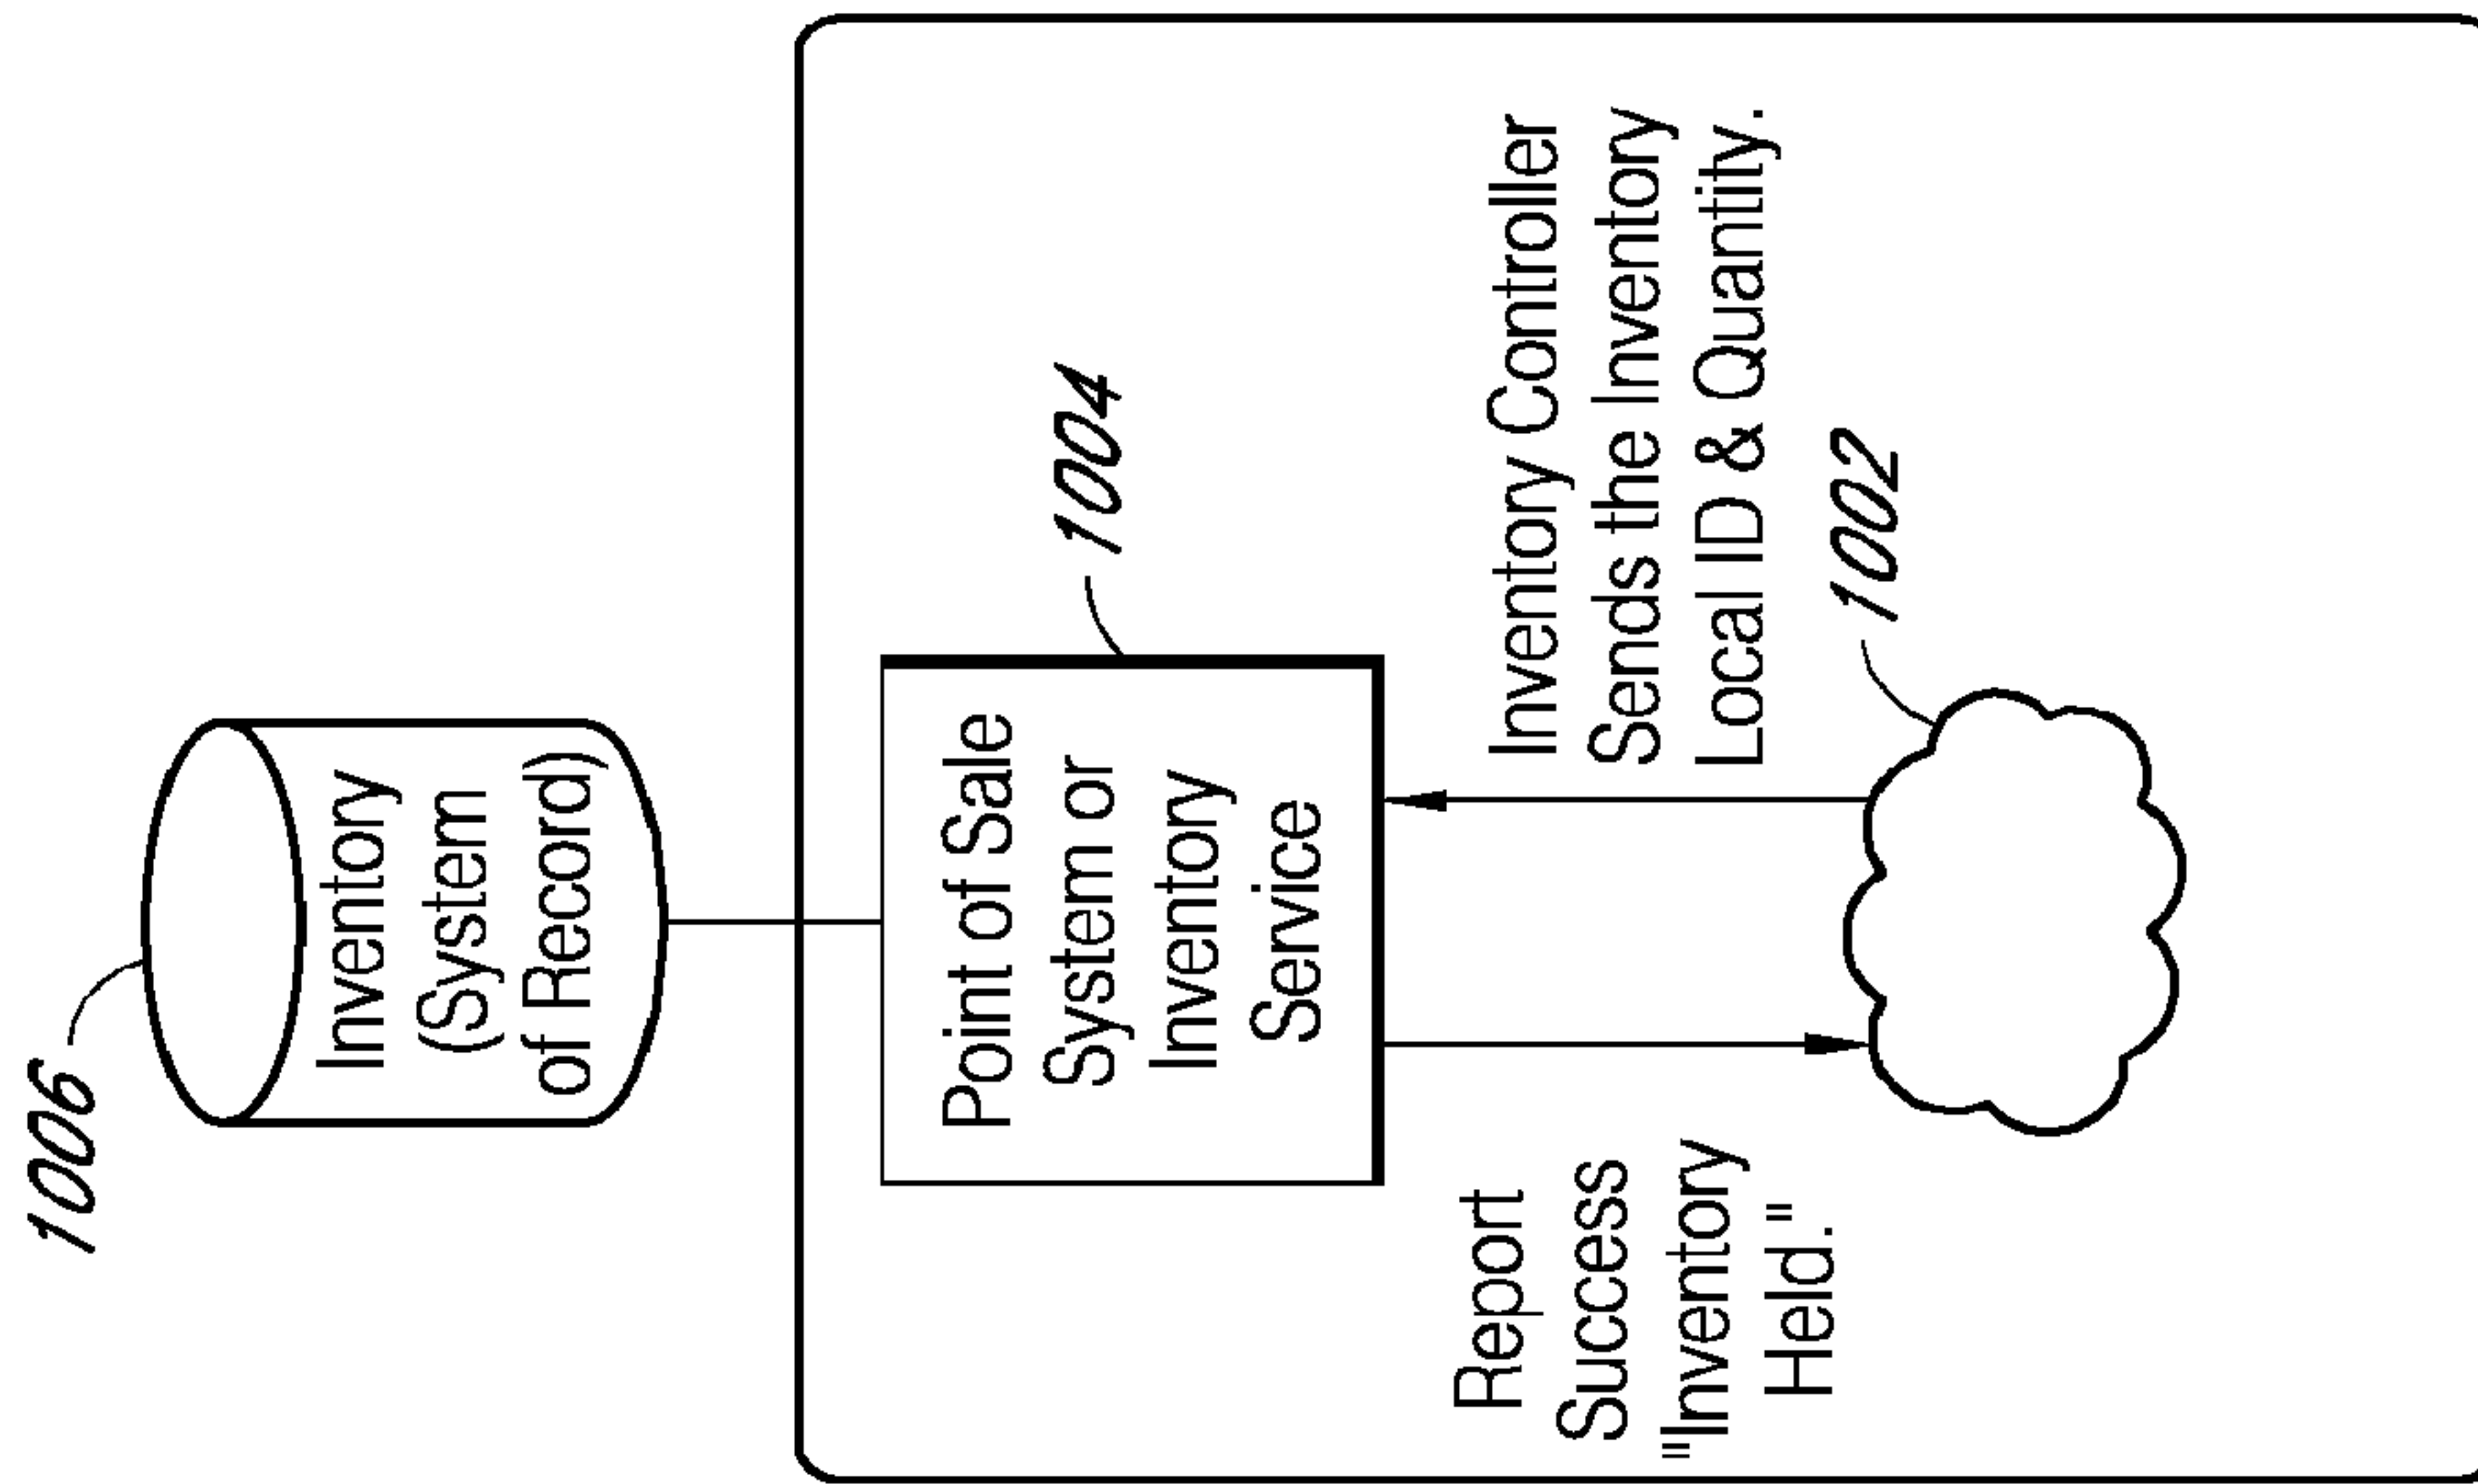 1006
Inventory
(System
of Record)
1004
Point of Sale
System or
Inventory
Service
Report
Success
"Inventory
Held."
Inventory Controller
Sends the Inventory
Local ID & Quantity.
1002